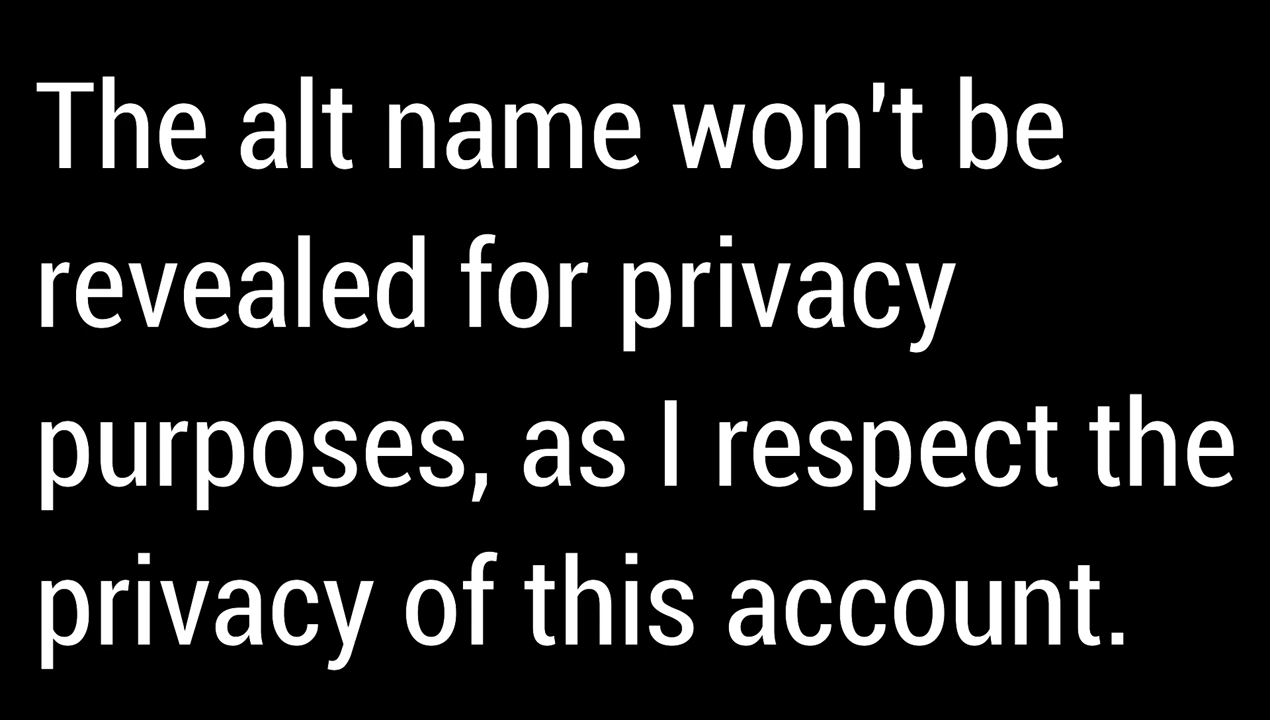 The alt name won't be
revealed for privacy
purposes, as I respect the
privacy of this account.